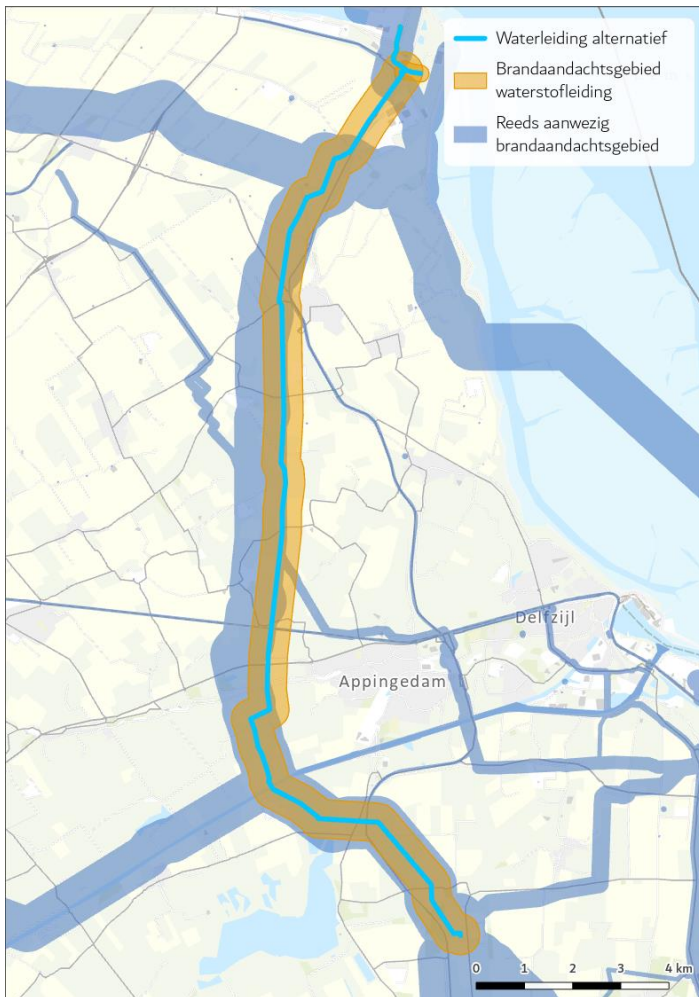 Waterleiding alternatief
Brandaandachtsgebied
waterstofleiding
Reeds aanwezig
brandaandachtsgebied
Delfzijl
Appingedam
0 1 2 3 4 km